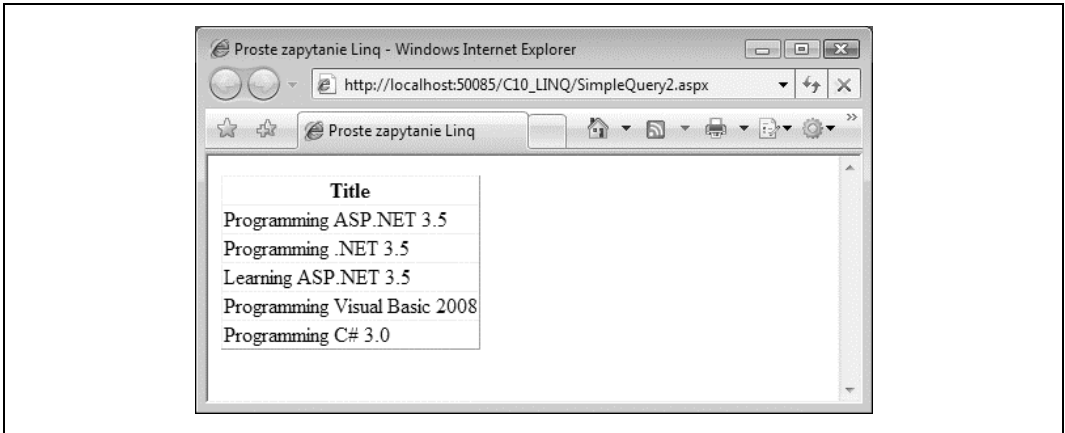 Proste zapytanie Linq - Windows Internet Explorer
http://localhost:50085/C10_LINQ/SimpleQuery2.aspx
Proste zapytanie Linq
Title
Programming ASP.NET 3.5
Programming .NET 3.5
Learning ASP.NET 3.5
Programming Visual Basic 2008
Programming C# 3.0